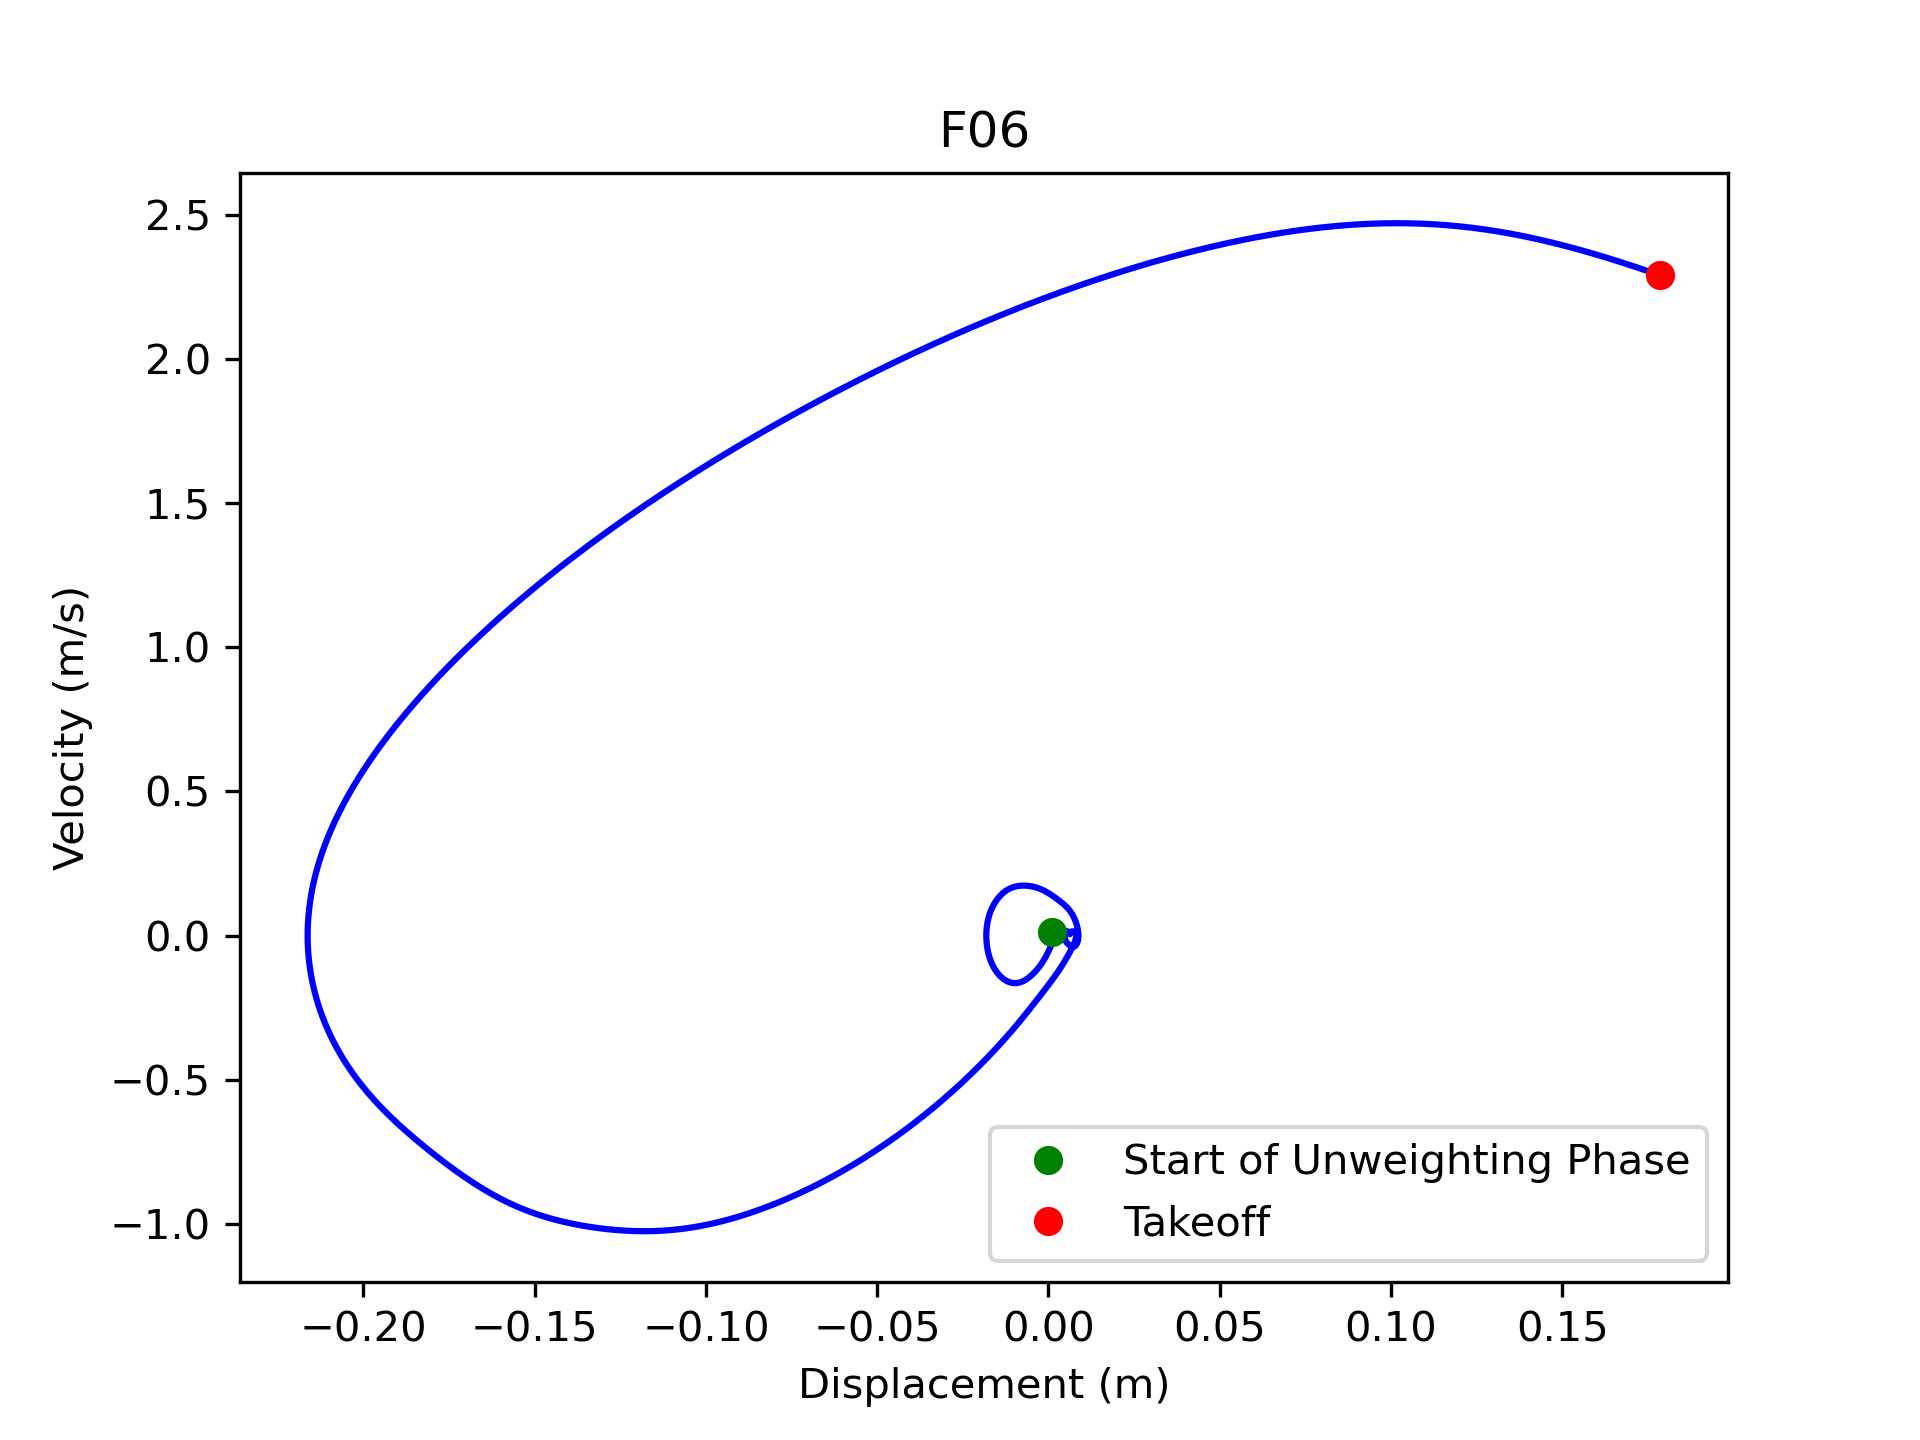 F06
2.5
2.0
1.5
1.0
0.5
0.0
−0.5
−1.0
Velocity (m/s)
Start of Unweighting Phase
Takeoff
−0.20 −0.15 −0.10 −0.05 0.00 0.05 0.10 0.15
Displacement (m)